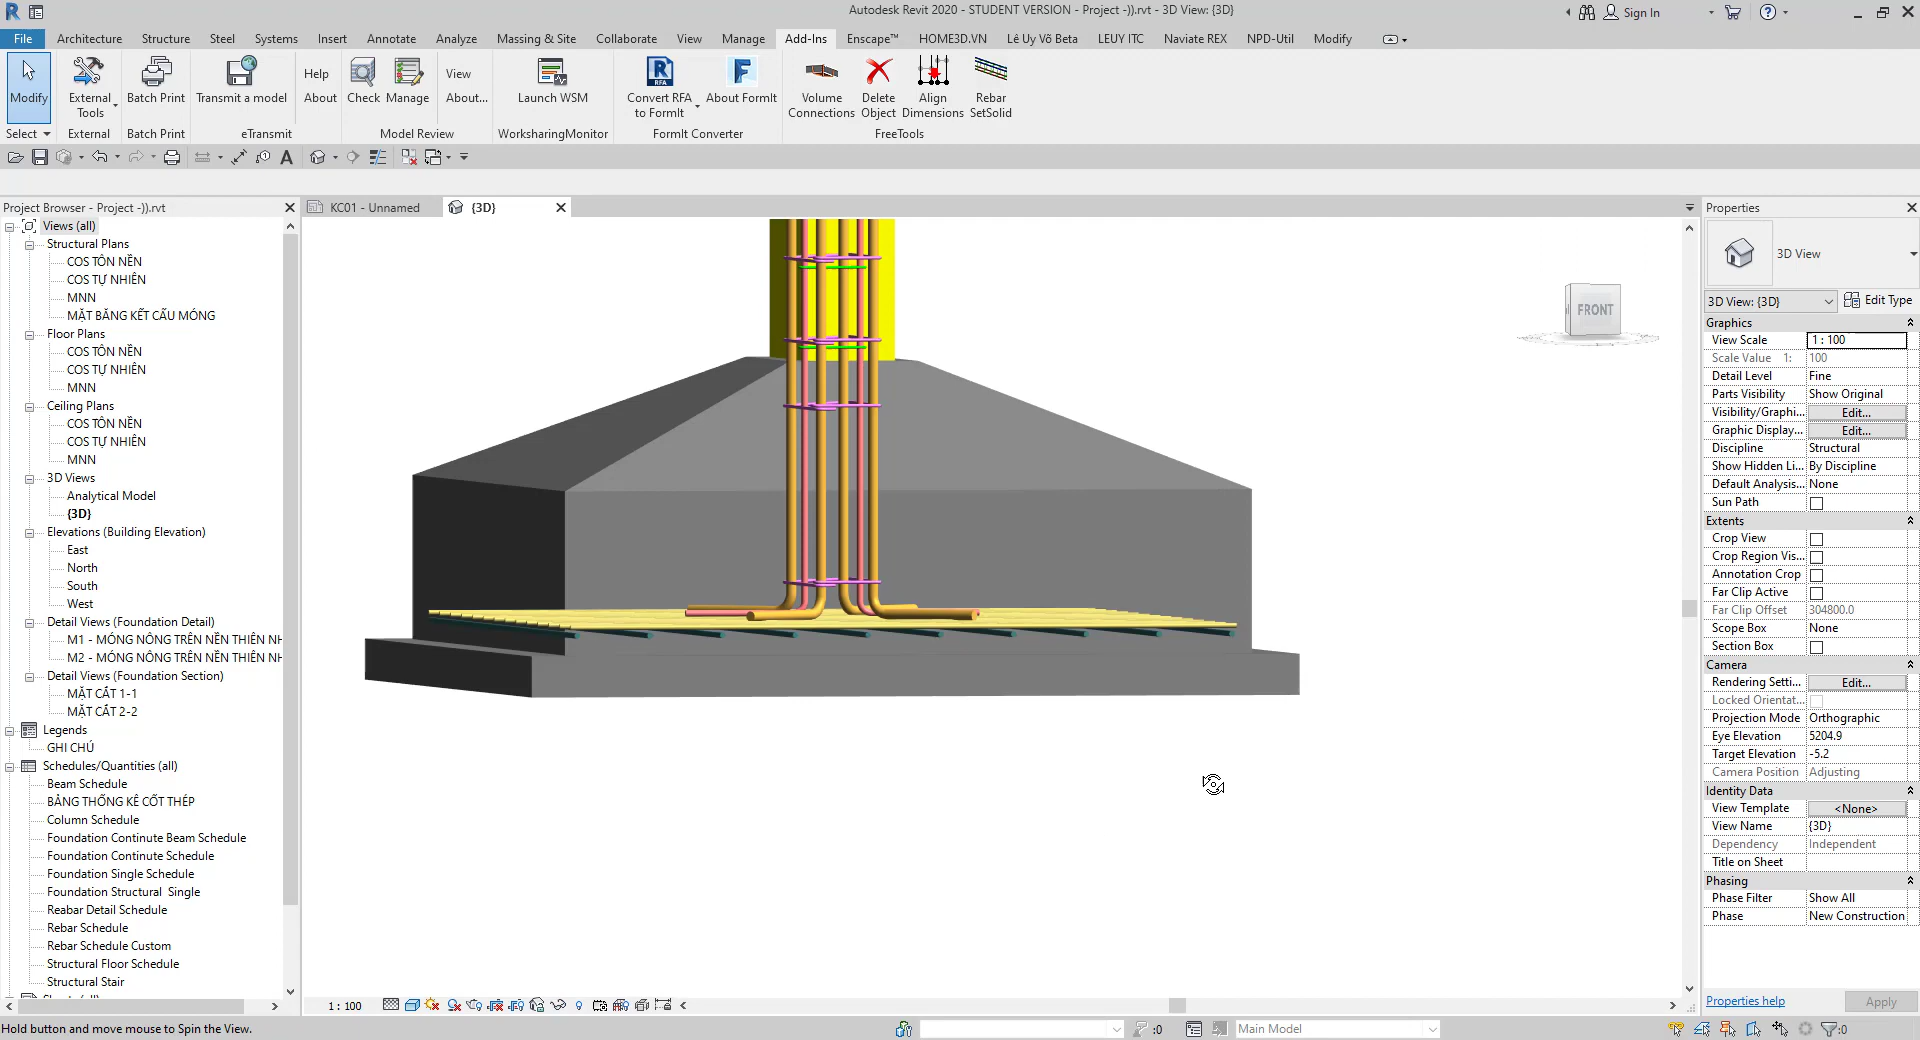 Autodesk Revit 2020 - STUDENT VERSION - Project -)).rvt - 3D View: {3D}
Sign In
File Architecture Structure Steel Systems Insert Annotate Analyze Massing & Site Collaborate View Manage Add-Ins Enscape™ HOME3D.VN Lê Uy Võ Beta LEUY ITC Naviate REX NPD-Util Modify
Modify
External Tools
Batch Print
Transmit a model
Help
About
Check
Manage
View
About...
Launch WSM
Convert RFA to FormIt
About FormIt
Volume Connections
Delete Object
Align Dimensions
Rebar SetSolid
Select External Batch Print eTransmit Model Review WorksharingMonitor FormIt Converter FreeTools
Project Browser - Project -)).rvt
KC01 - Unnamed
{3D}
Properties
Views (all)
Structural Plans
COS TÔN NỀN
COS TỰ NHIÊN
MNN
MẶT BẰNG KẾT CẤU MÓNG
Floor Plans
COS TÔN NỀN
COS TỰ NHIÊN
MNN
Ceiling Plans
COS TÔN NỀN
COS TỰ NHIÊN
MNN
3D Views
Analytical Model
{3D}
Elevations (Building Elevation)
East
North
South
West
Detail Views (Foundation Detail)
M1 - MÓNG NÔNG TRÊN NỀN THIÊN NH
M2 - MÓNG NÔNG TRÊN NỀN THIÊN NH
Detail Views (Foundation Section)
MẶT CẮT 1-1
MẶT CẮT 2-2
Legends
GHI CHÚ
Schedules/Quantities (all)
Beam Schedule
BẢNG THỐNG KÊ CỐT THÉP
Column Schedule
Foundation Continute Beam Schedule
Foundation Continute Schedule
Foundation Single Schedule
Foundation Structural Single
Reabar Detail Schedule
Rebar Schedule
Rebar Schedule Custom
Structural Floor Schedule
Structural Stair
FRONT
3D View
3D View: {3D} Edit Type
Graphics
View Scale 1 : 100
Scale Value 1: 100
Detail Level Fine
Parts Visibility Show Original
Visibility/Graphi... Edit...
Graphic Display... Edit...
Discipline Structural
Show Hidden Li... By Discipline
Default Analysis... None
Sun Path
Extents
Crop View
Crop Region Vis...
Annotation Crop
Far Clip Active
Far Clip Offset 304800.0
Scope Box None
Section Box
Camera
Rendering Setti... Edit...
Locked Orientat...
Projection Mode Orthographic
Eye Elevation 5204.9
Target Elevation -5.2
Camera Position Adjusting
Identity Data
View Template <None>
View Name {3D}
Dependency Independent
Title on Sheet
Phasing
Phase Filter Show All
Phase New Construction
Properties help Apply
1 : 100
Hold button and move mouse to Spin the View.
:0
Main Model
:0